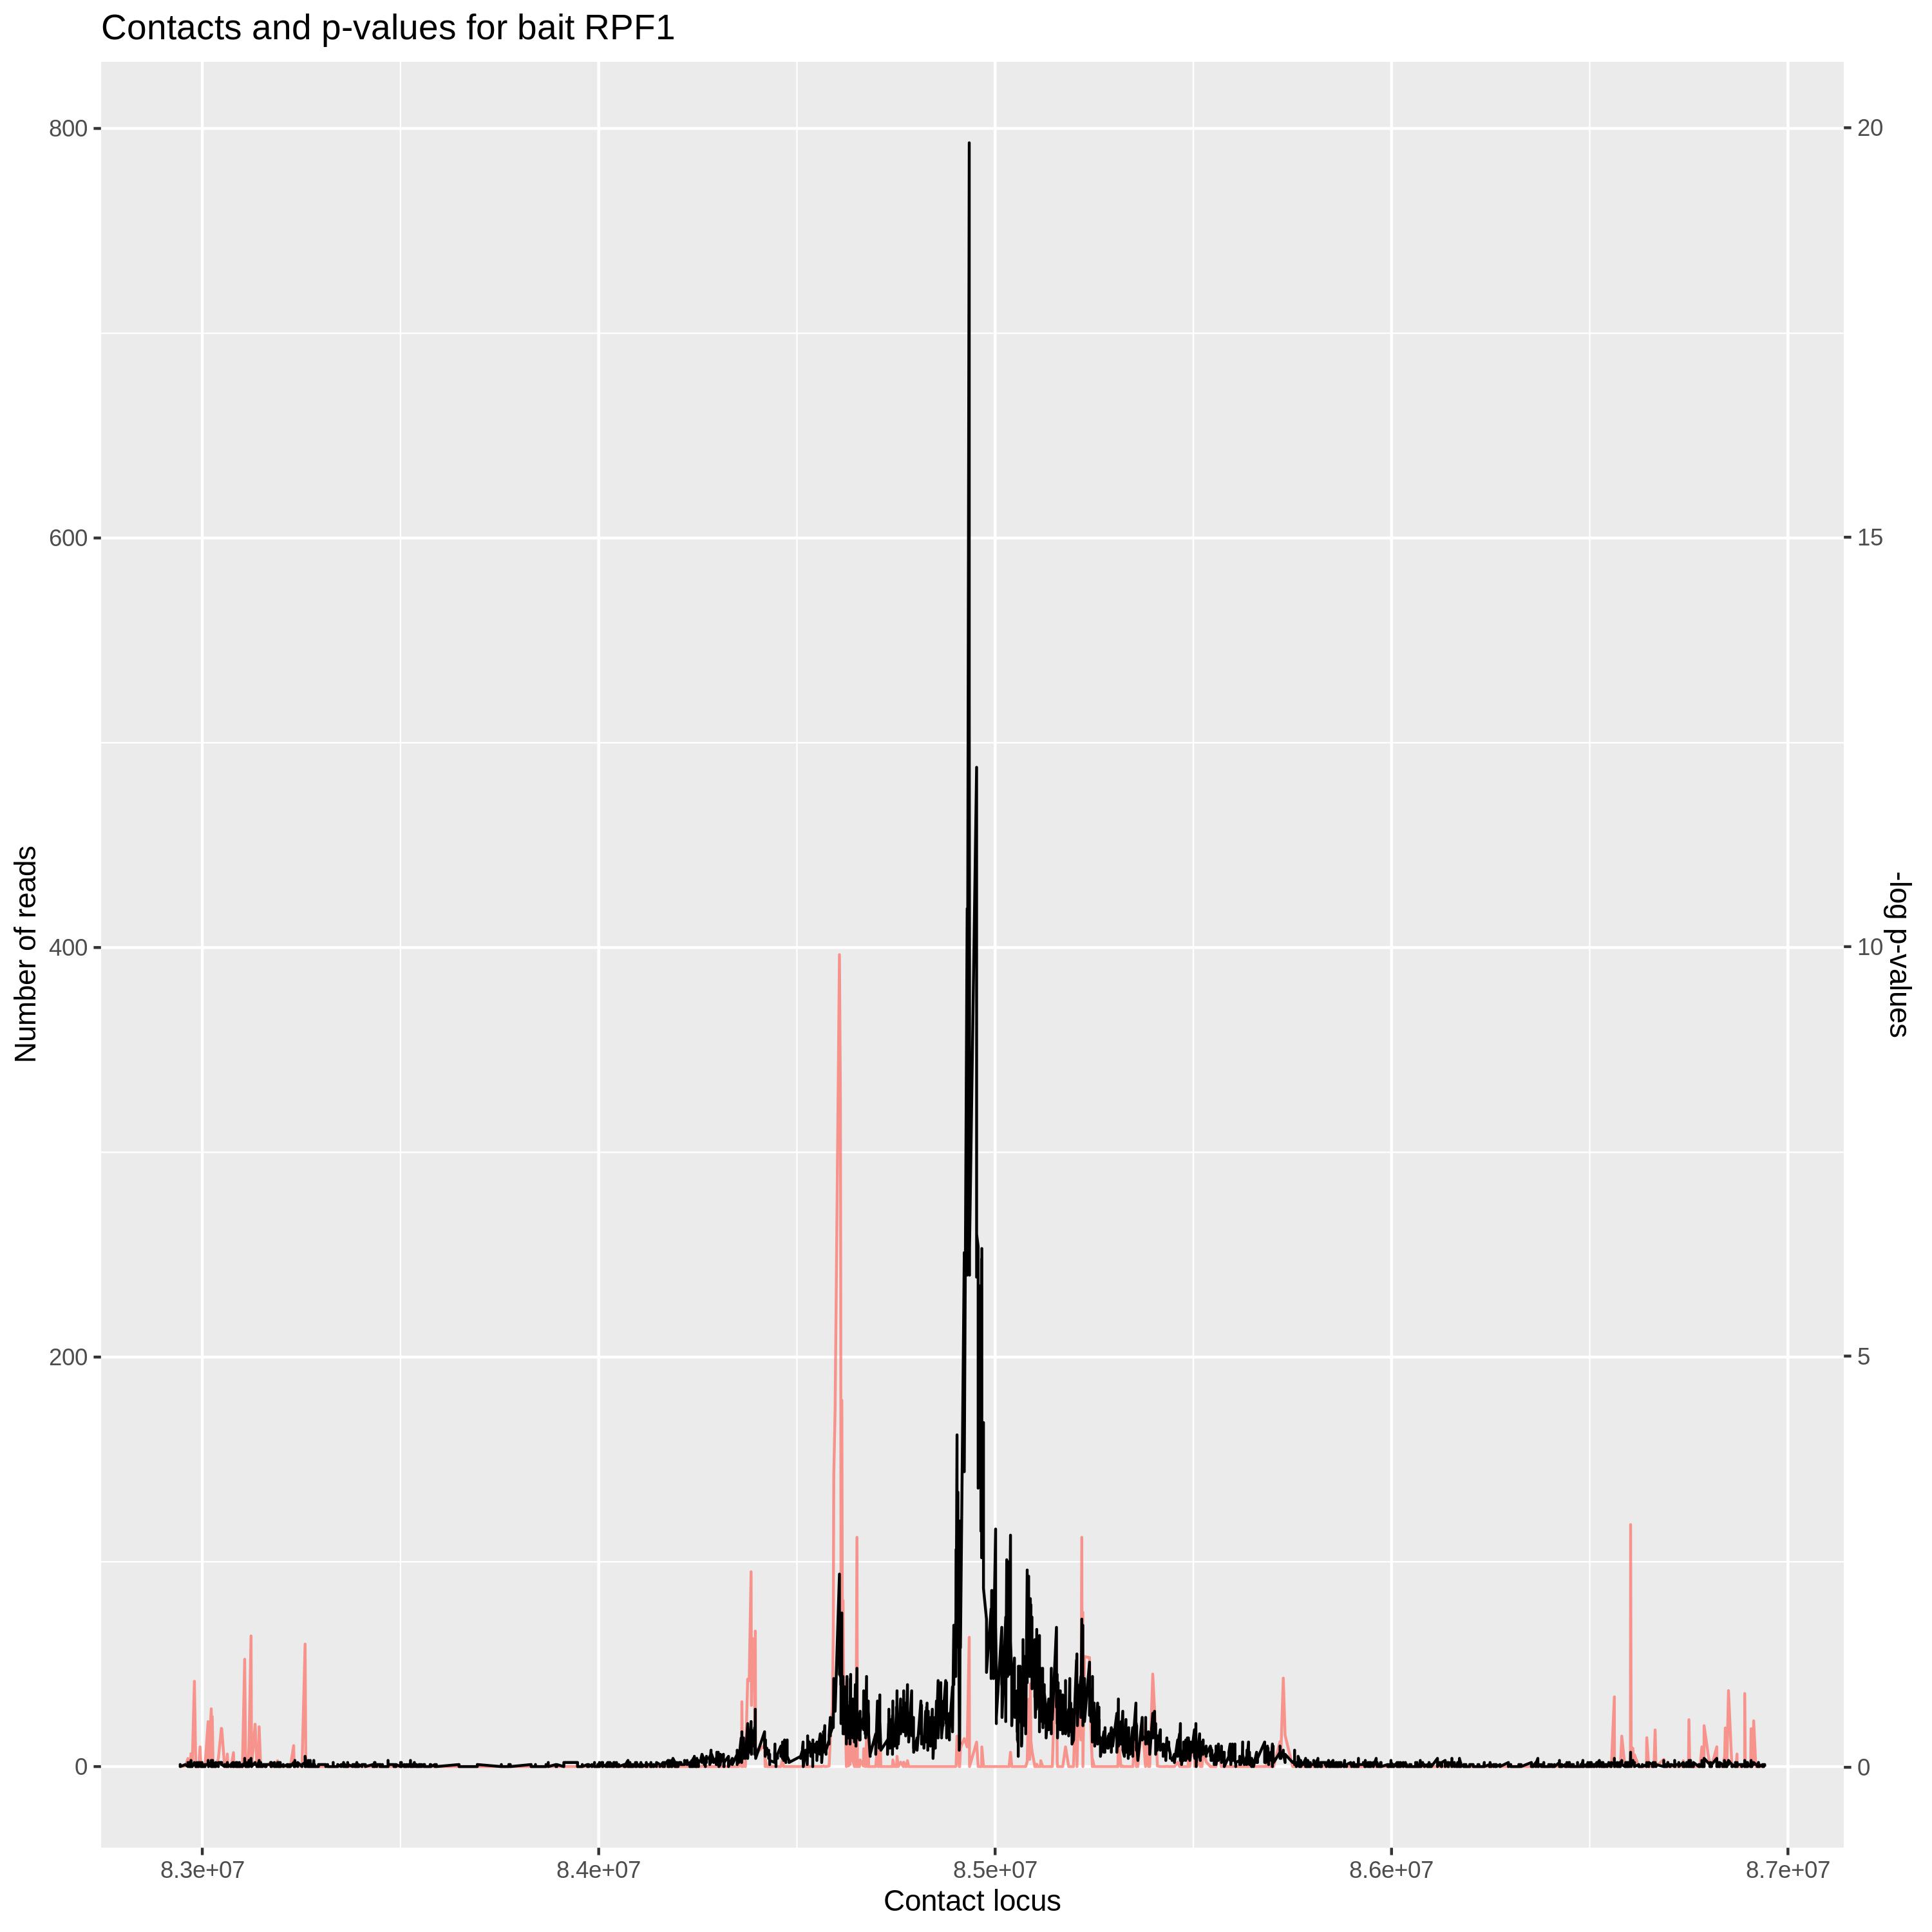 Contacts and p-values for bait RPF1
800
600
400
200
0
Number of reads
20
15
10
5
0
-log p-values
8.3e+07
8.4e+07
8.5e+07
8.6e+07
8.7e+07
Contact locus